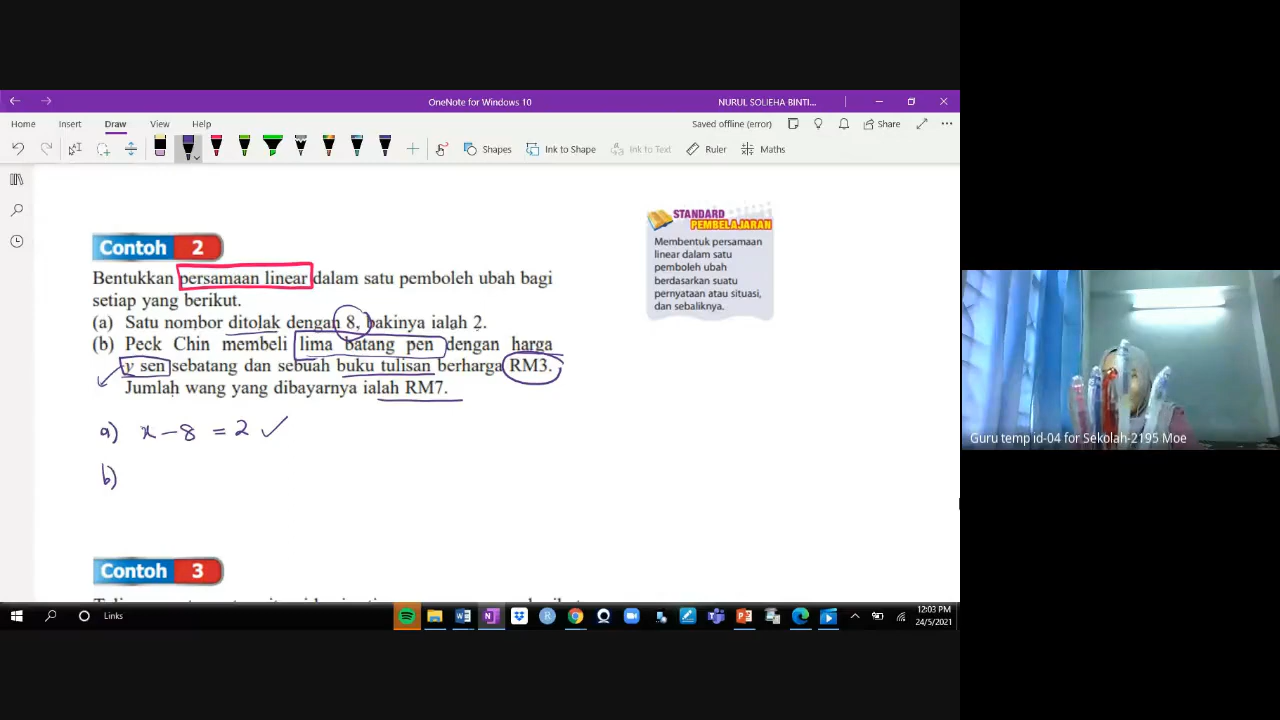 OneNote for Windows 10
NURUL SOLIEHA BINTI...
Home Insert Draw View Help
Saved offline (error)
Share
Shapes
Ink to Shape
Ink to Text
Ruler
Maths
Contoh 2
Bentukkan persamaan linear dalam satu pemboleh ubah bagi
setiap yang berikut.
(a) Satu nombor ditolak dengan 8, bakinya ialah 2.
(b) Peck Chin membeli lima batang pen dengan harga
y sen sebatang dan sebuah buku tulisan berharga RM3.
Jumlah wang yang dibayarnya ialah RM7.
a) x - 8 = 2 ✓
b)
STANDARD
PEMBELAJARAN
Membentuk persamaan
linear dalam satu
pemboleh ubah
berdasarkan suatu
pernyataan atau situasi,
dan sebaliknya.
Contoh 3
Guru temp id-04 for Sekolah-2195 Moe
Links
12:03 PM
24/5/2021